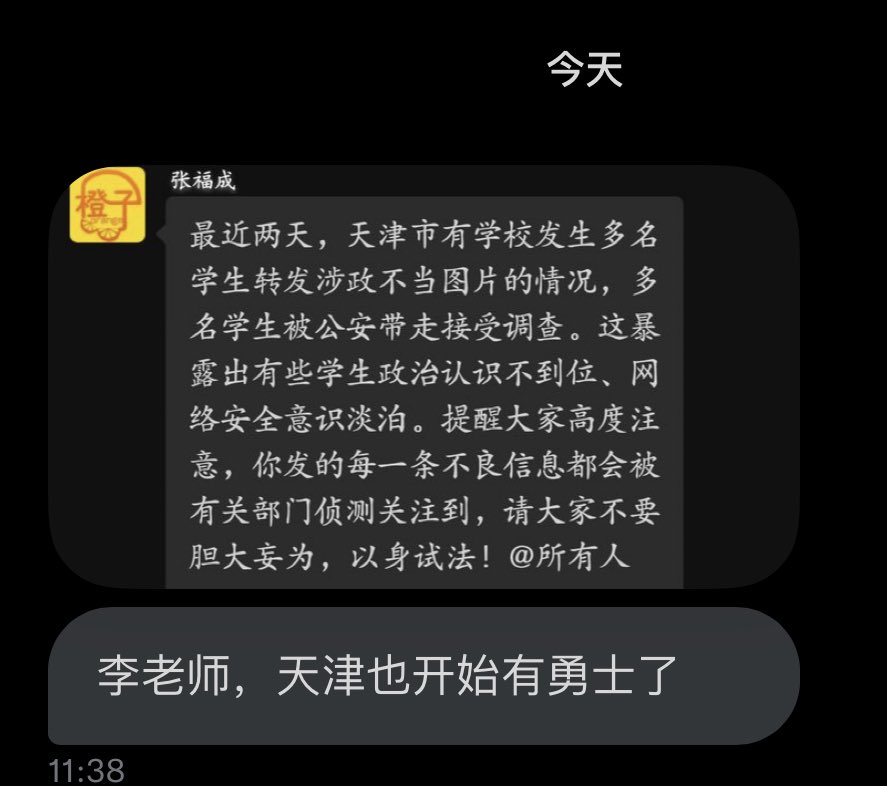 今天
张福成
橙子
orange
最近两天，天津市有学校发生多名
学生转发涉政不当图片的情况，多
名学生被公安带走接受调查。这暴
露出有些学生政治认识不到位、网
络安全意识淡泊。提醒大家高度注
意，你发的每一条不良信息都会被
有关部门侦测关注到，请大家不要
胆大妄为，以身试法！@所有人
李老师，天津也开始有勇士了
11:38